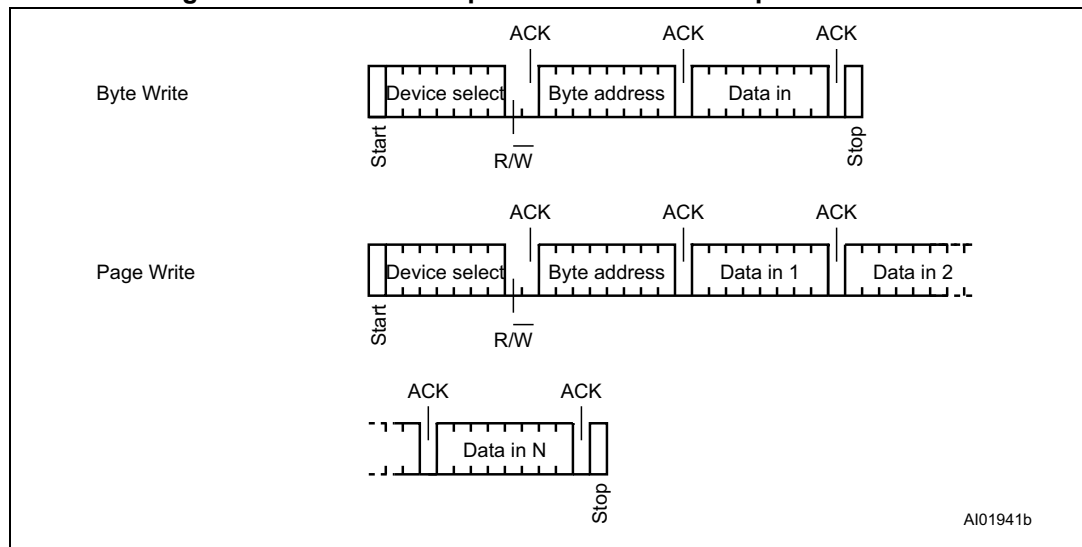 ACK ACK ACK
Byte Write Device select Byte address Data in
Start R/W Stop
ACK ACK ACK
Page Write Device select Byte address Data in 1 Data in 2
Start R/W
ACK ACK
Data in N
Stop
AI01941b